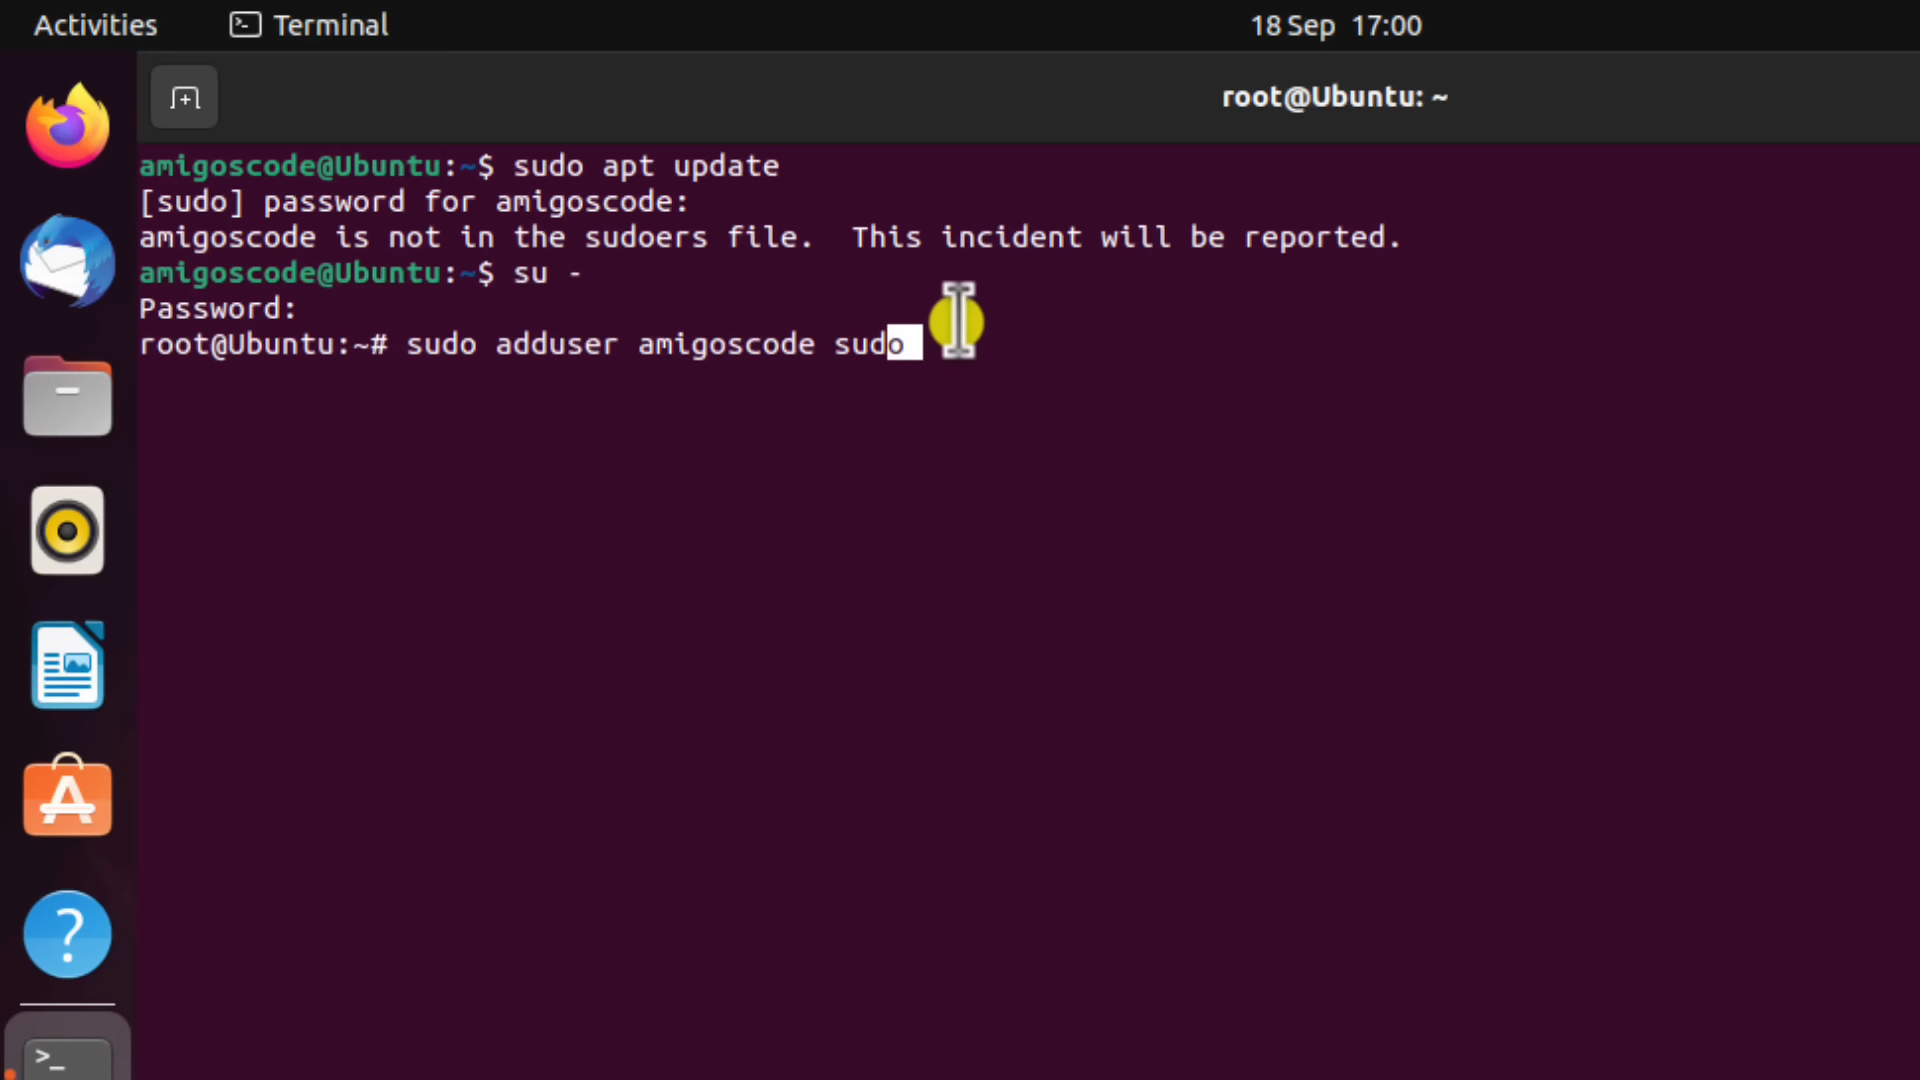 Activities Terminal 18 Sep 17:00
root@Ubuntu: ~
amigoscode@Ubuntu:~$ sudo apt update
[sudo] password for amigoscode:
amigoscode is not in the sudoers file.  This incident will be reported.
amigoscode@Ubuntu:~$ su -
Password:
root@Ubuntu:~# sudo adduser amigoscode sudo